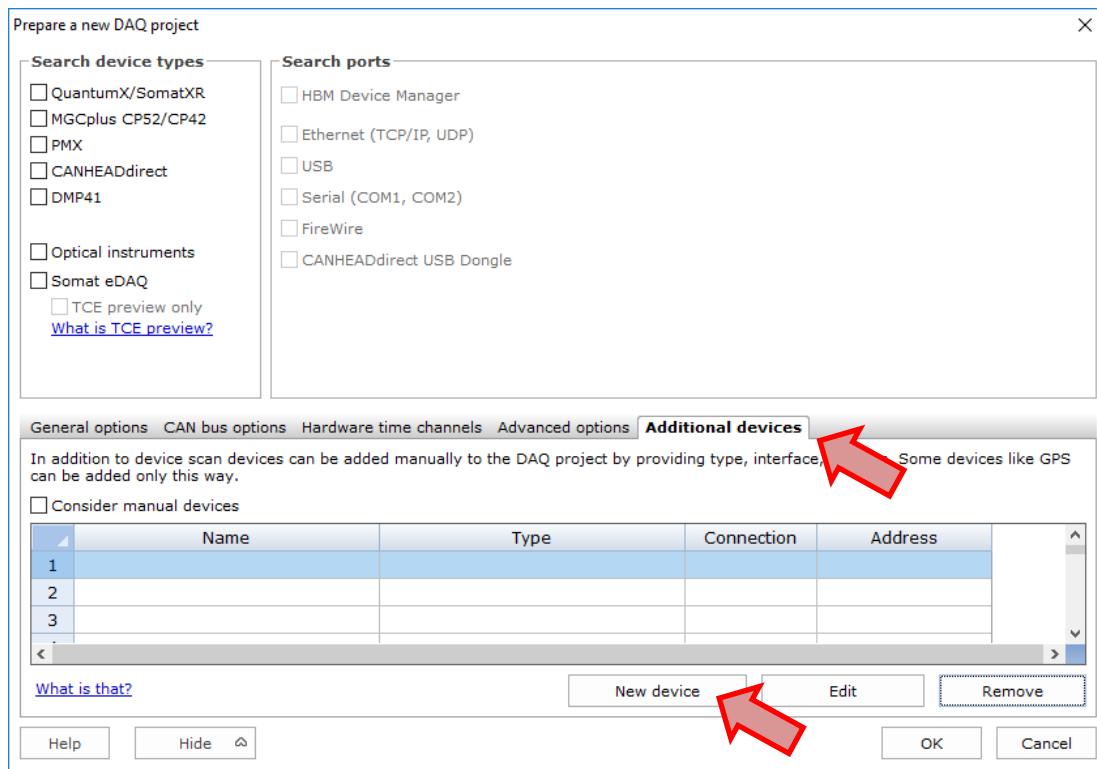 Prepare a new DAQ project
Search device types
QuantumX/SomatXR
MGCplus CP52/CP42
PMX
CANHEADdirect
DMP41
Optical instruments
Somat eDAQ
TCE preview only
What is TCE preview?
Search ports
HBM Device Manager
Ethernet (TCP/IP, UDP)
USB
Serial (COM1, COM2)
FireWire
CANHEADdirect USB Dongle
General options CAN bus options Hardware time channels Advanced options Additional devices
In addition to device scan devices can be added manually to the DAQ project by providing type, interface, Some devices like GPS
can be added only this way.
Consider manual devices
Name Type Connection Address
1
2
3
What is that?
New device Edit Remove
Help Hide OK Cancel